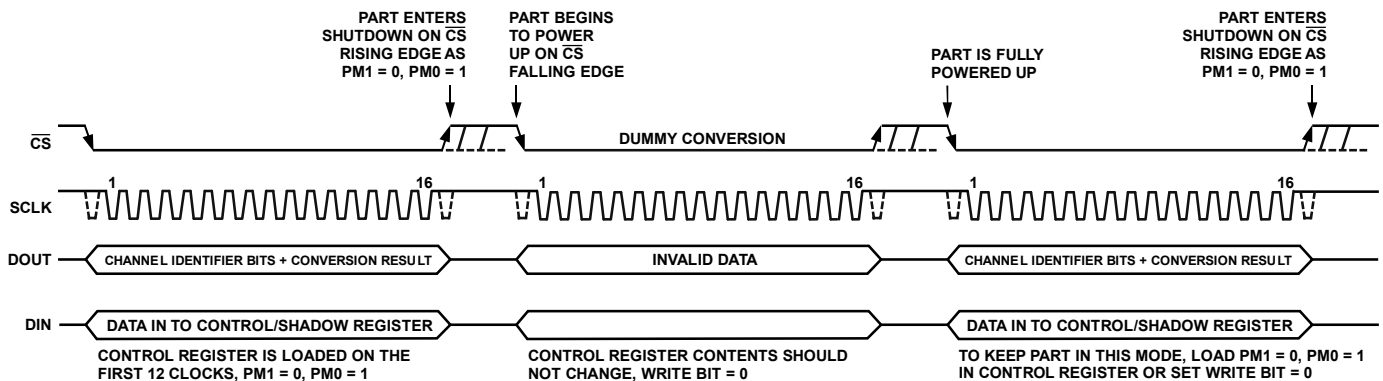 PART ENTERS
SHUTDOWN ON CS
RISING EDGE AS
PM1 = 0, PM0 = 1
PART BEGINS
TO POWER
UP ON CS
FALLING EDGE
PART IS FULLY
POWERED UP
PART ENTERS
SHUTDOWN ON CS
RISING EDGE AS
PM1 = 0, PM0 = 1
CS
DUMMY CONVERSION
SCLK
1
16
1
16
1
16
DOUT
CHANNEL IDENTIFIER BITS + CONVERSION RESULT
INVALID DATA
CHANNEL IDENTIFIER BITS + CONVERSION RESULT
DIN
DATA IN TO CONTROL/SHADOW REGISTER
DATA IN TO CONTROL/SHADOW REGISTER
CONTROL REGISTER IS LOADED ON THE
FIRST 12 CLOCKS, PM1 = 0, PM0 = 1
CONTROL REGISTER CONTENTS SHOULD
NOT CHANGE, WRITE BIT = 0
TO KEEP PART IN THIS MODE, LOAD PM1 = 0, PM0 = 1
IN CONTROL REGISTER OR SET WRITE BIT = 0